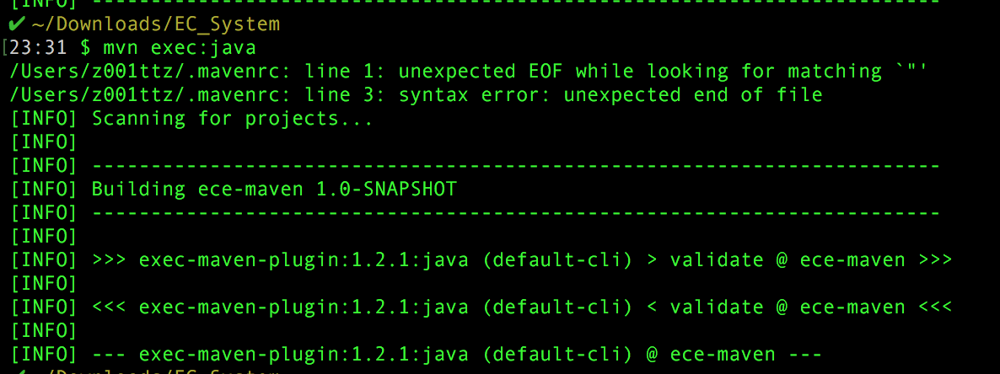 [INFO] ------------------------------------------------------------------------
✔ ~/Downloads/EC_System
[23:31 $ mvn exec:java
/Users/z001ttz/.mavenrc: line 1: unexpected EOF while looking for matching `"'
/Users/z001ttz/.mavenrc: line 3: syntax error: unexpected end of file
[INFO] Scanning for projects...
[INFO]
[INFO] ------------------------------------------------------------------------
[INFO] Building ece-maven 1.0-SNAPSHOT
[INFO] ------------------------------------------------------------------------
[INFO]
[INFO] >>> exec-maven-plugin:1.2.1:java (default-cli) > validate @ ece-maven >>>
[INFO]
[INFO] <<< exec-maven-plugin:1.2.1:java (default-cli) < validate @ ece-maven <<<
[INFO]
[INFO] --- exec-maven-plugin:1.2.1:java (default-cli) @ ece-maven ---
✔ ~/Downloads/EC_System